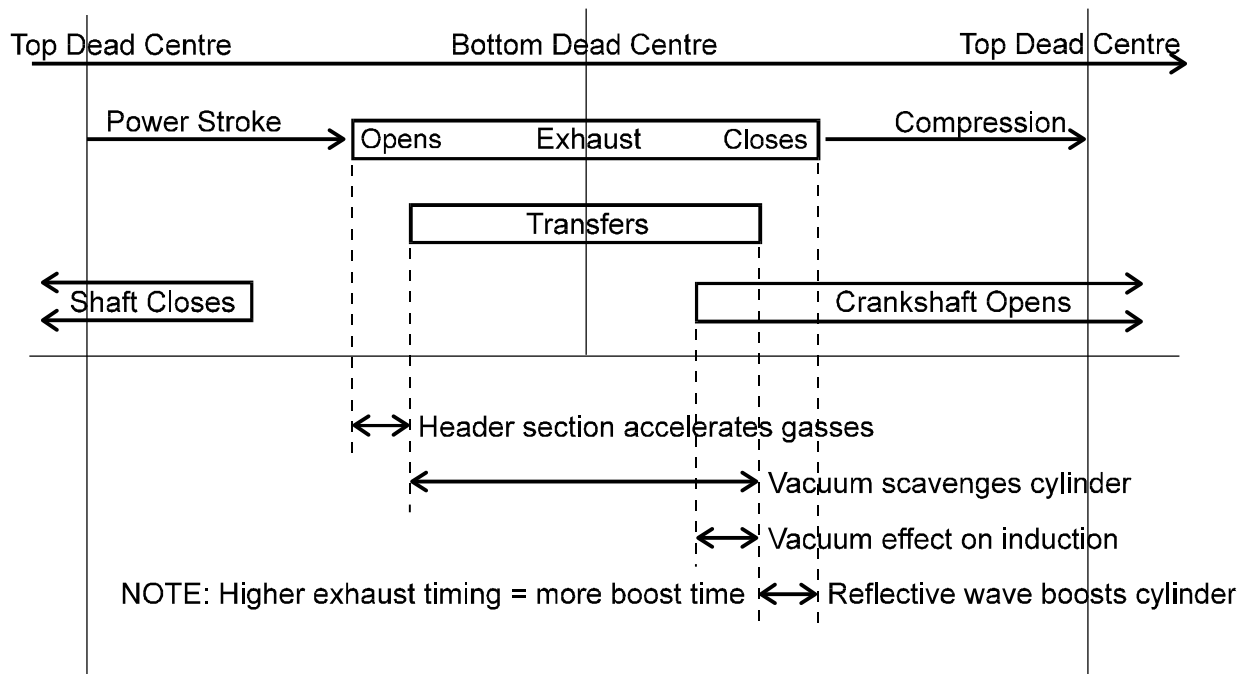 Top Dead Centre
Bottom Dead Centre
Top Dead Centre
Power Stroke
Opens
Exhaust
Closes
Compression
Transfers
Shaft Closes
Crankshaft Opens
Header section accelerates gasses
Vacuum scavenges cylinder
Vacuum effect on induction
NOTE: Higher exhaust timing = more boost time
Reflective wave boosts cylinder